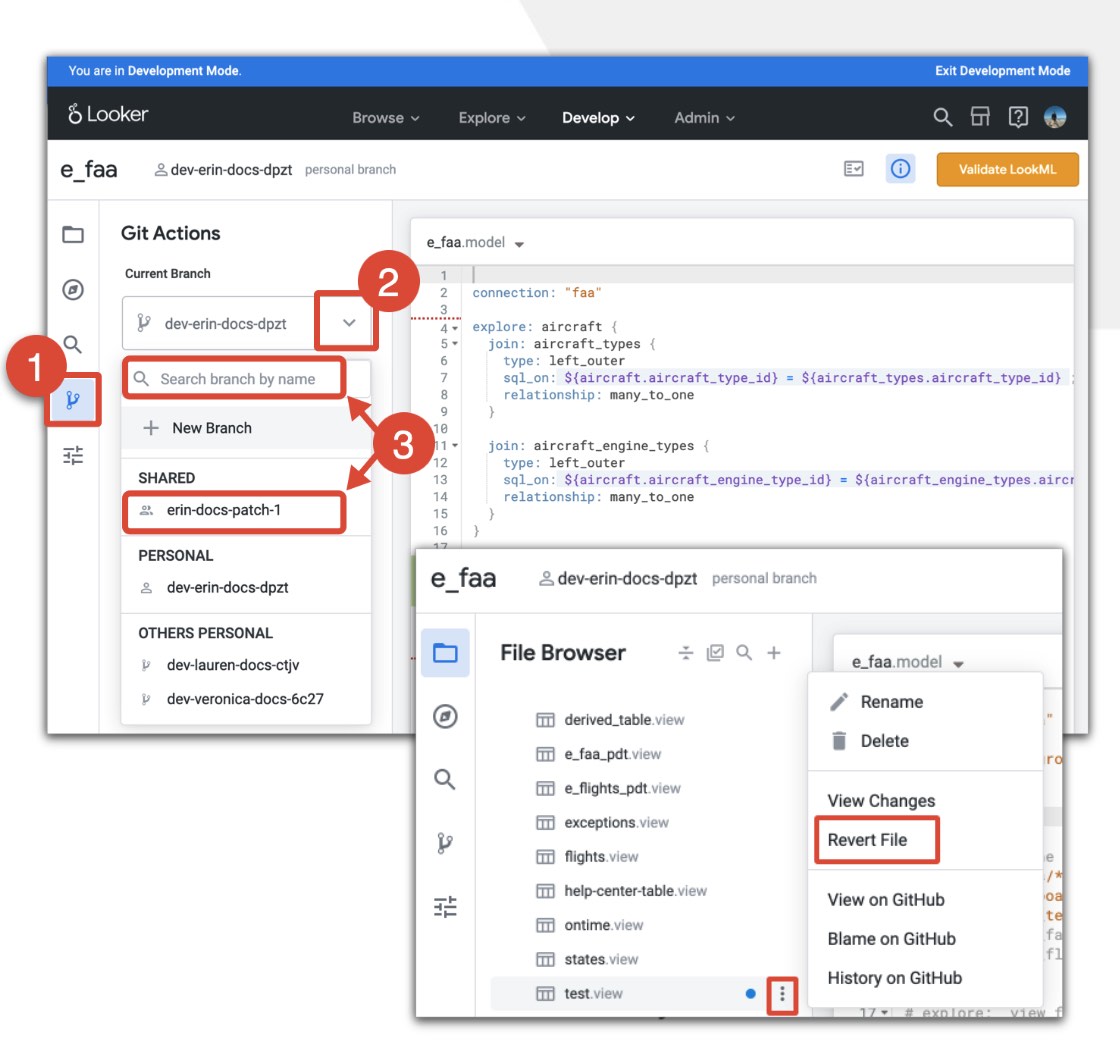 You are in Development Mode.
Exit Development Mode
Looker
Browse
Explore
Develop
Admin
e_faa
dev-erin-docs-dpzt
personal branch
Validate LookML
Git Actions
Current Branch
dev-erin-docs-dpzt
Search branch by name
New Branch
SHARED
erin-docs-patch-1
PERSONAL
dev-erin-docs-dpzt
OTHERS PERSONAL
dev-lauren-docs-ctjv
dev-veronica-docs-6c27
1
2
3
e_faa.model
1
2 connection: "faa"
3
4 explore: aircraft {
5 join: aircraft_types {
6 type: left_outer
7 sql_on: ${aircraft.aircraft_type_id} = ${aircraft_types.aircraft_type_id} ;
8 relationship: many_to_one
9 }
10
11 join: aircraft_engine_types {
12 type: left_outer
13 sql_on: ${aircraft.aircraft_engine_type_id} = ${aircraft_engine_types.aircr
14 relationship: many_to_one
15 }
16 }
17
e_faa
dev-erin-docs-dpzt
personal branch
File Browser
derived_table.view
e_faa_pdt.view
e_flights_pdt.view
exceptions.view
flights.view
help-center-table.view
ontime.view
states.view
test.view
e_faa.model
Rename
Delete
View Changes
Revert File
View on GitHub
Blame on GitHub
History on GitHub
17 # explore: view_f